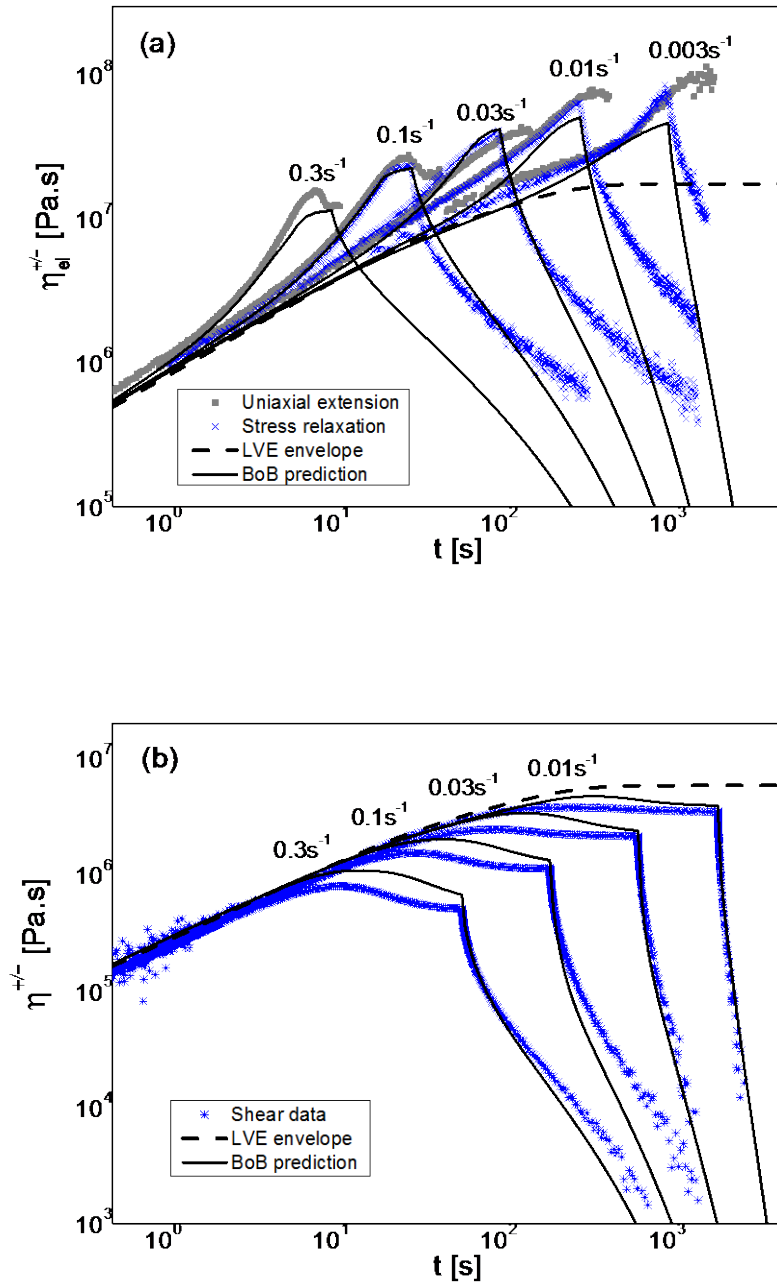 (a)
0.003s⁻¹
0.01s⁻¹
0.03s⁻¹
0.1s⁻¹
0.3s⁻¹
10⁸
10⁷
10⁶
10⁵
η_el^+/- [Pa.s]
Uniaxial extension
Stress relaxation
LVE envelope
BoB prediction
10⁰ 10¹ 10² 10³
t [s]
(b)
0.01s⁻¹
0.03s⁻¹
0.1s⁻¹
0.3s⁻¹
10⁷
10⁶
10⁵
10⁴
10³
η^+/- [Pa.s]
Shear data
LVE envelope
BoB prediction
10⁰ 10¹ 10² 10³
t [s]